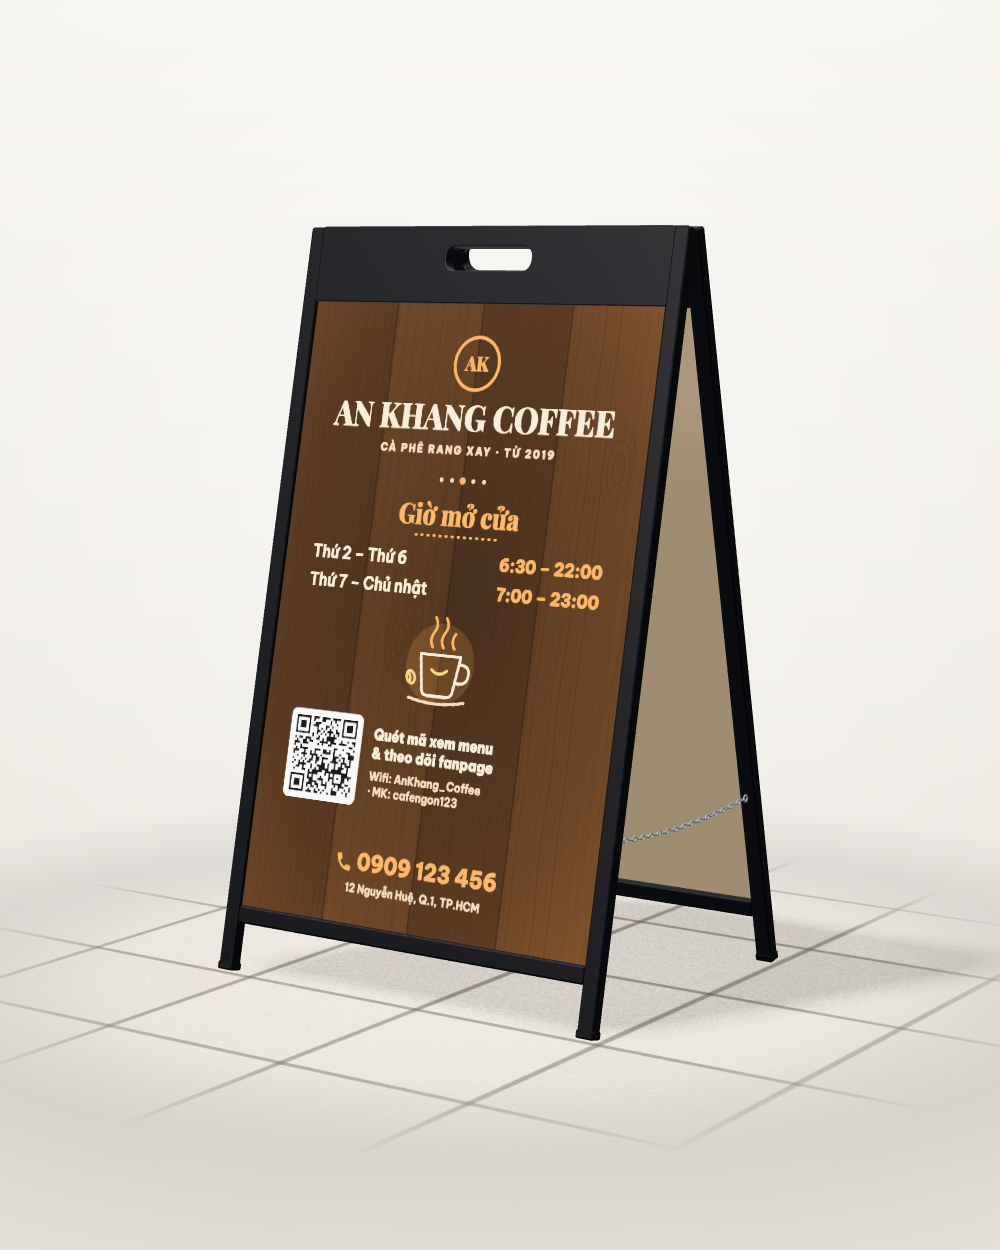 AK
AN KHANG COFFEE
CÀ PHÊ RANG XAY · TỪ 2019
Giờ mở cửa
Thứ 2 – Thứ 6 6:30 – 22:00
Thứ 7 – Chủ nhật 7:00 – 23:00
Quét mã xem menu
& theo dõi fanpage
Wifi: AnKhang_Coffee
· MK: cafengon123
0909 123 456
12 Nguyễn Huệ, Q.1, TP.HCM